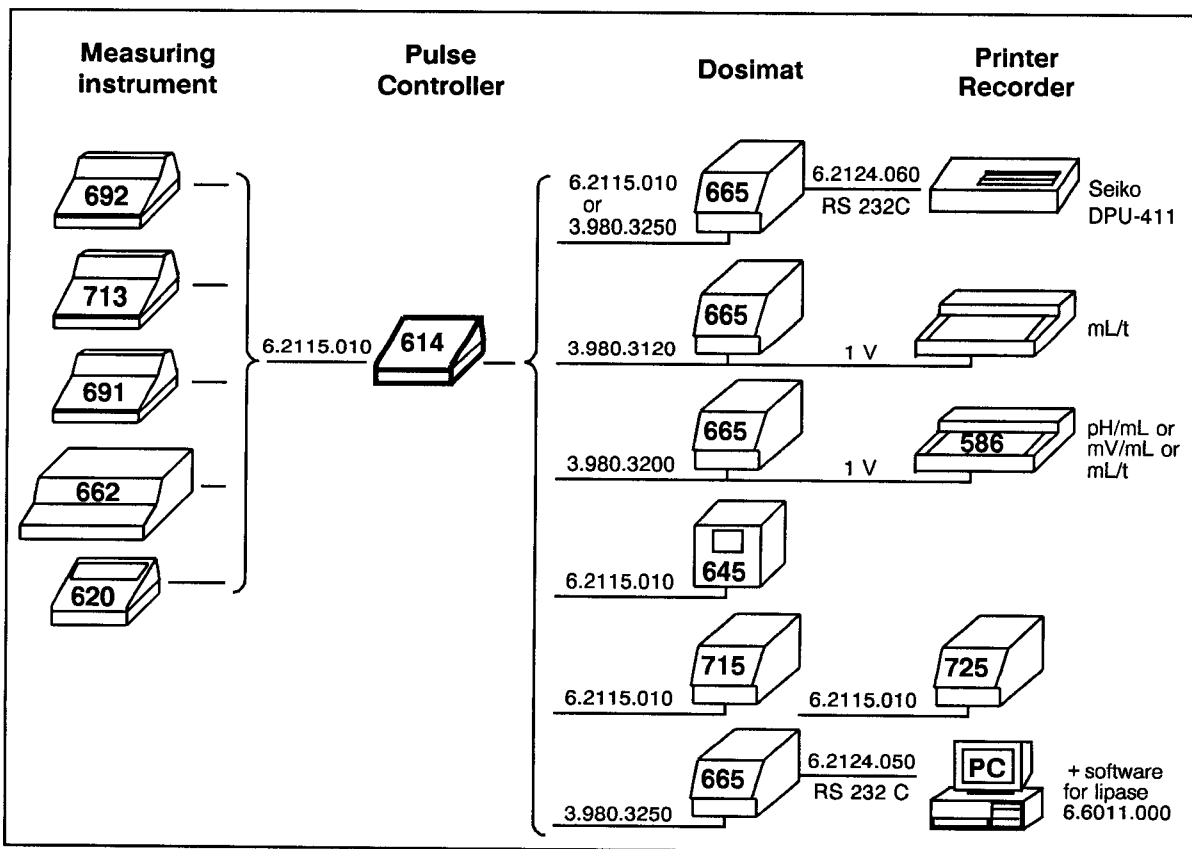 Measuring
instrument
Pulse
Controller
Dosimat
Printer
Recorder
692
713
691
662
620
6.2115.010
614
6.2115.010
or
3.980.3250
665
6.2124.060
RS 232C
Seiko
DPU-411
3.980.3120
665
1 V
mL/t
3.980.3200
665
1 V
586
pH/mL or
mV/mL or
mL/t
6.2115.010
645
6.2115.010
715
6.2115.010
725
3.980.3250
665
6.2124.050
RS 232 C
PC
+ software
for lipase
6.6011.000